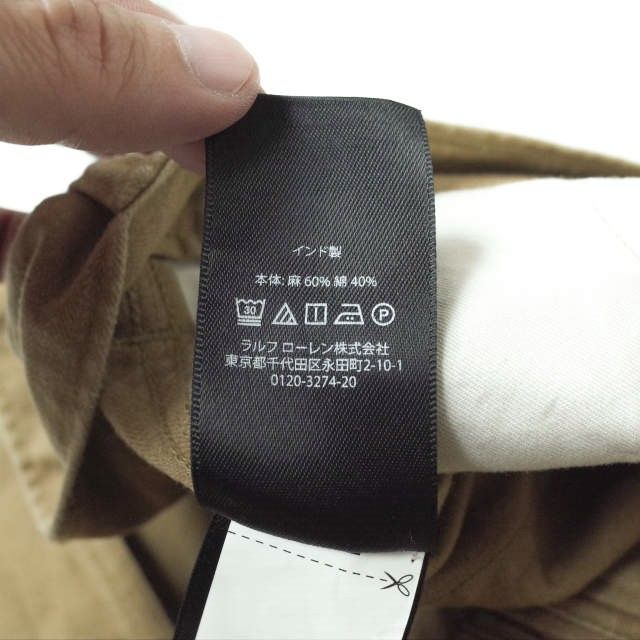 インド製
本体: 麻 60% 綿 40%
30 P
ラルフ ローレン株式会社
東京都千代田区永田町2-10-1
0120-3274-20